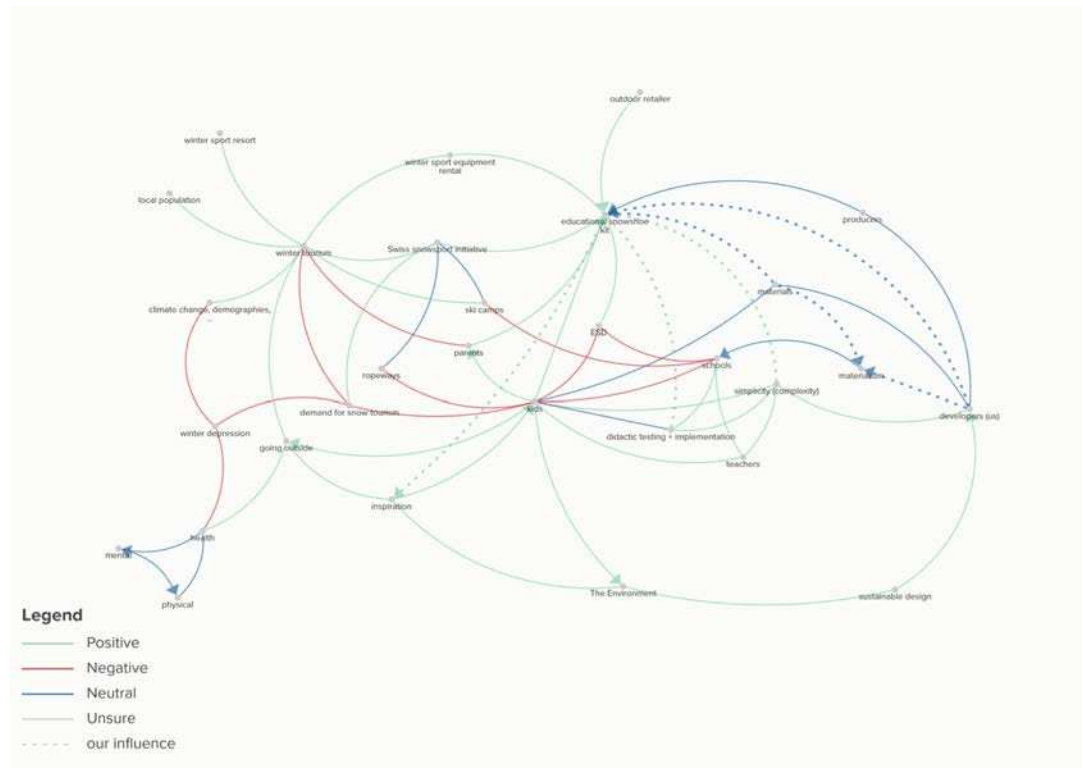 outdoor retailer
winter sport resort
winter sport equipment
rental
local population
educational snowshoe
kit
producers
winter tourism
Swiss snowsport initiative
materials
climate change, demographies,
ski camps
ESD
parents
schools
ropeways
simplicity (complexity)
demand for snow tourism
kids
developers (us)
winter depression
didactic testing + implementation
going outside
teachers
inspiration
health
mental
The Environment
sustainable design
physical
Legend
Positive
Negative
Neutral
Unsure
our influence